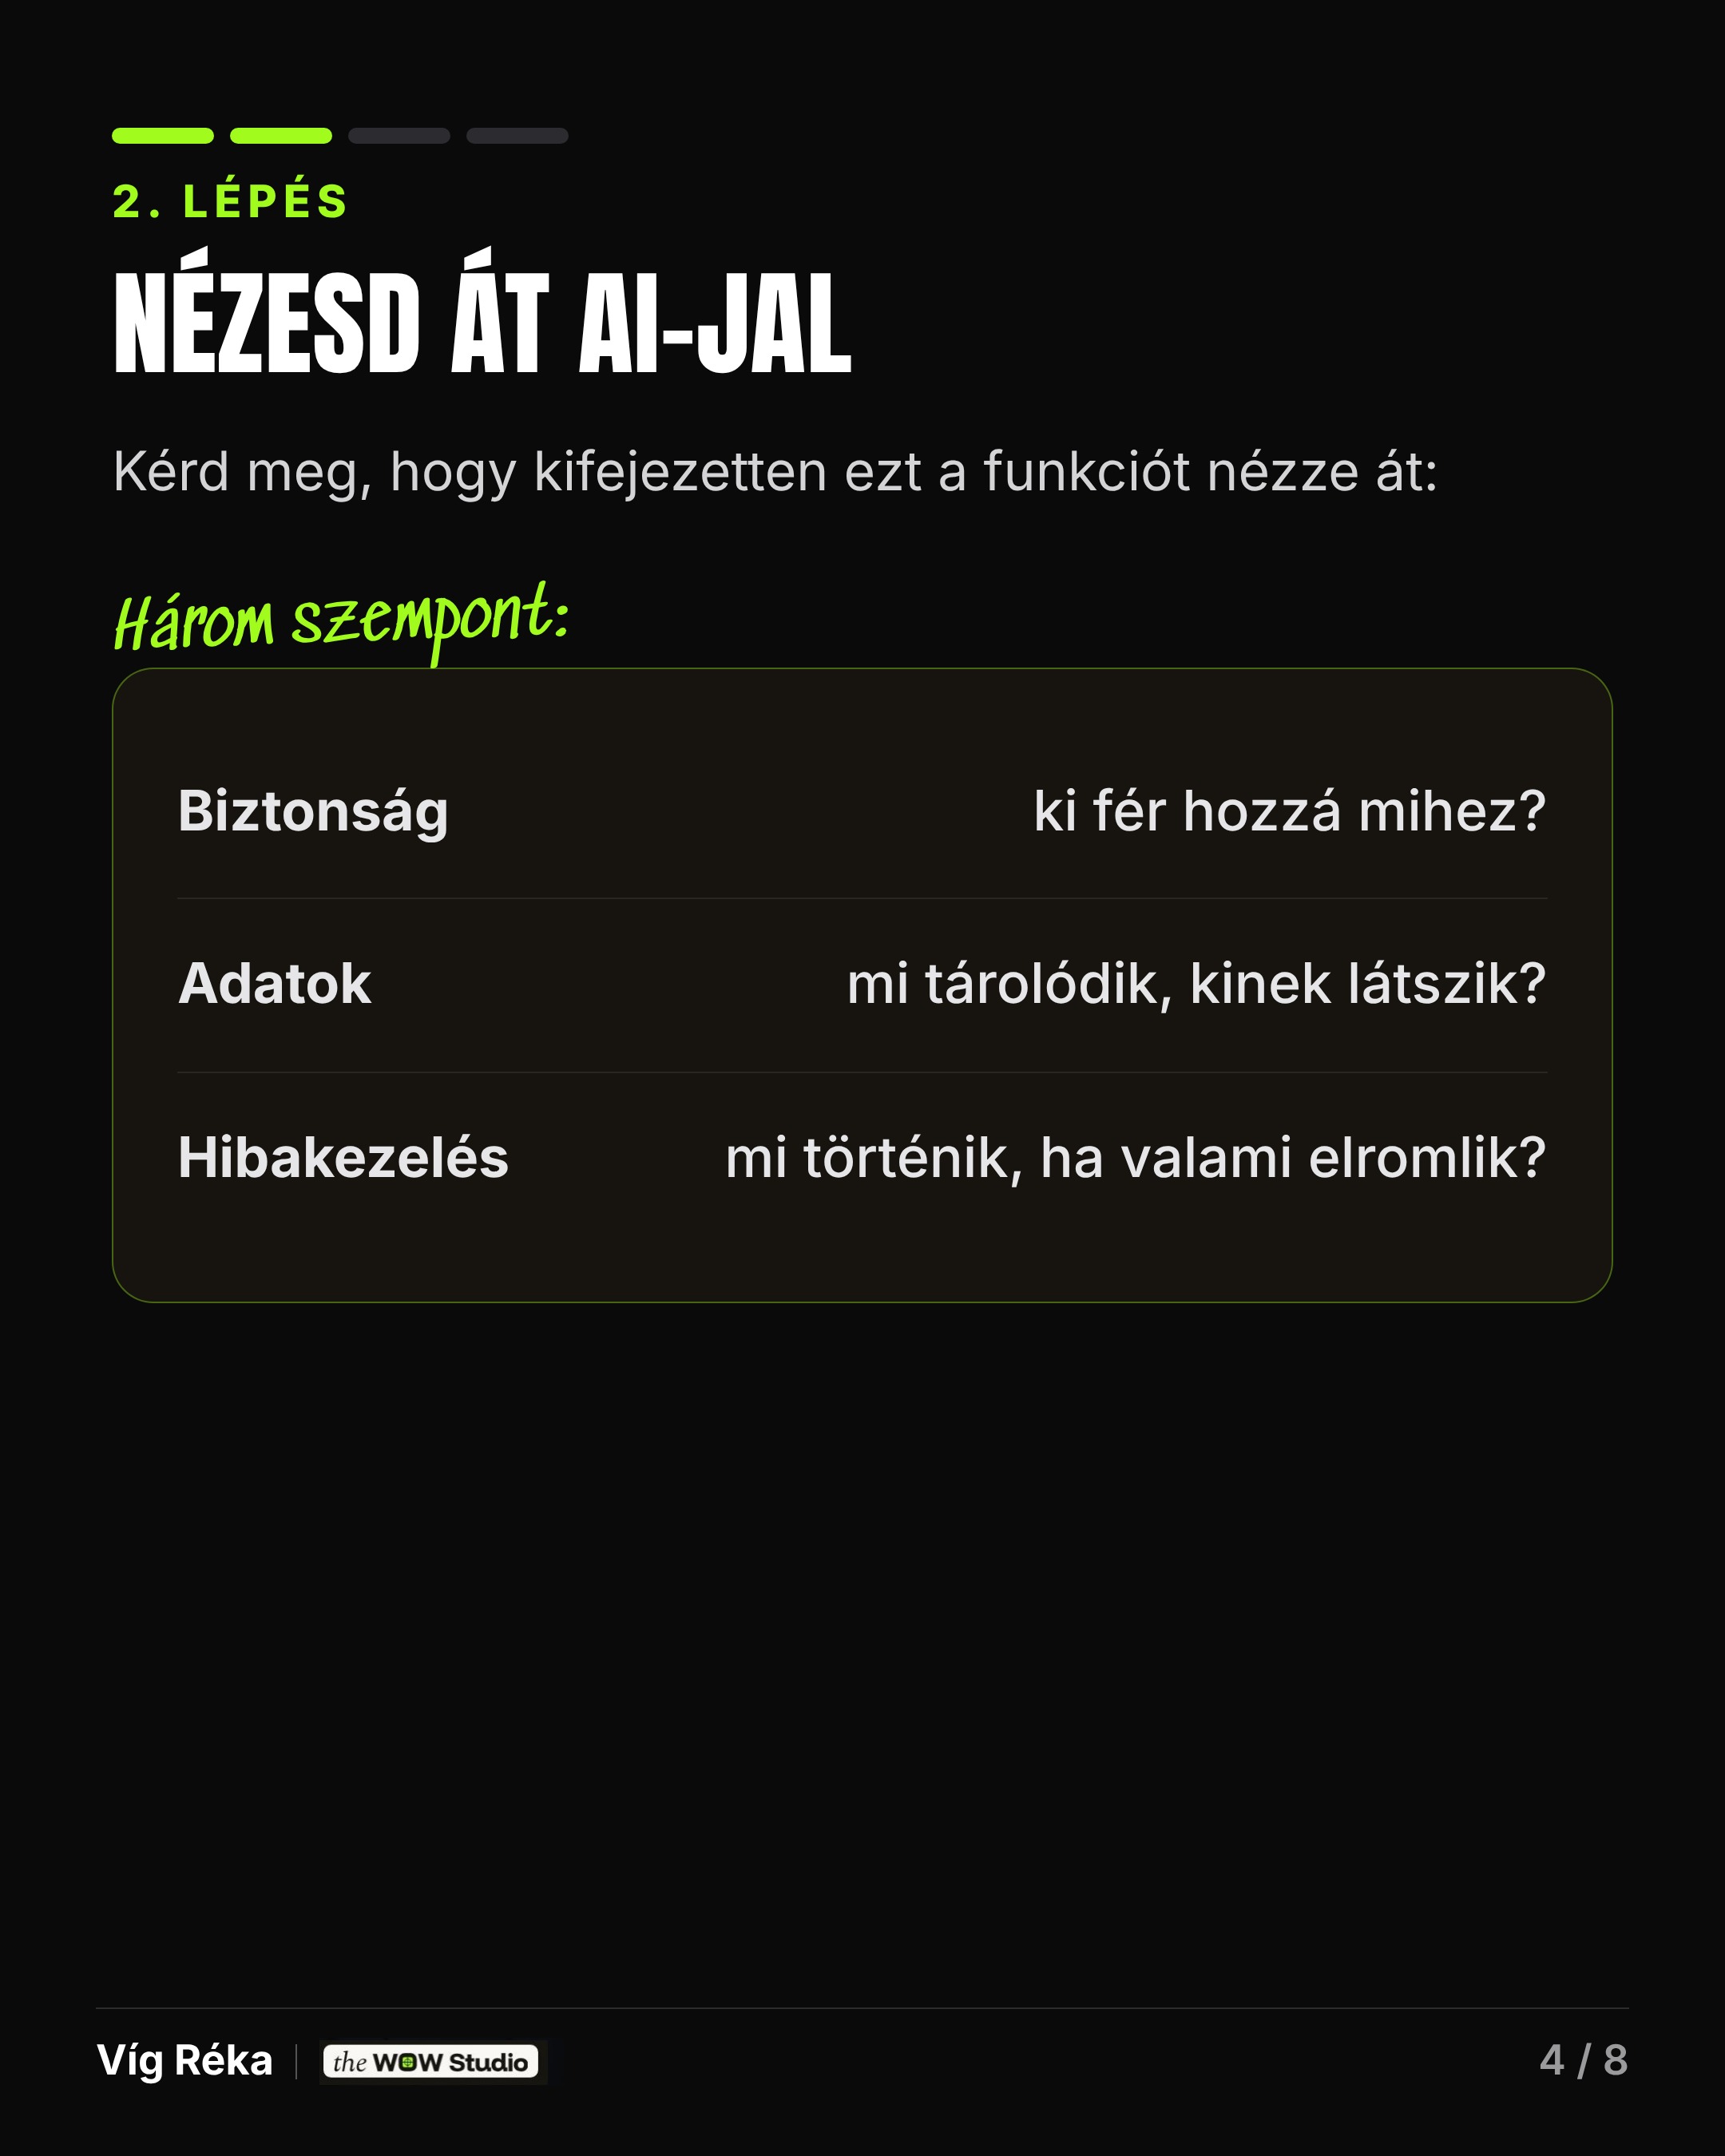 2. LÉPÉS
NÉZESD ÁT AI-JAL
Kérd meg, hogy kifejezetten ezt a funkciót nézze át:
Három szempont:
Biztonság ki fér hozzá mihez?
Adatok mi tárolódik, kinek látszik?
Hibakezelés mi történik, ha valami elromlik?
Víg Réka the WOW Studio 4 / 8